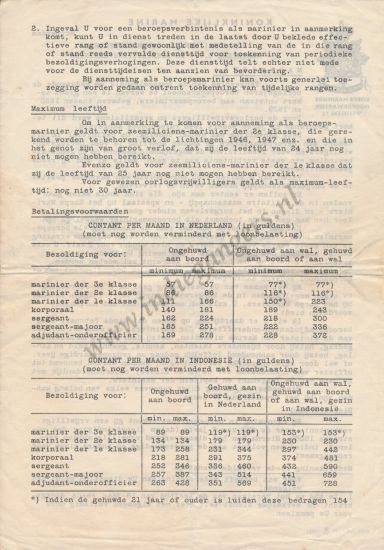 2. Ingeval U voor een beroepsverbintenis als marinier in aanmerking
komt, kunt U in dienst treden in de laatst door U beklede effec-
tieve rang of stand gewoonlijk met medetelling van de in die rang
of stand reeds vervulde diensttijd voor toekenning van periodieke
bezoldigingsverhogingen. Deze diensttijd telt echter niet mede
voor de diensttijdeisen ten aanzien van bevordering.
Bij aanneming als beroepsmarinier kan voorts generlei toe-
zegging worden gedaan omtrent toekenning van tijdelijke rangen.
Maximum leeftijd
Om in aanmerking te komen voor aanneming als beroeps-
marinier geldt voor zeemiliciens-marinier der 2e klasse, die gere-
kend worden te behoren tot de lichtingen 1946, 1947 enz. en die in
het genot zijn van groot verlof, dat zij de leeftijd van 24 jaar nog
niet mogen hebben bereikt.
Evenzo geldt voor zeemiliciens-marinier der 1e klasse dat
zij de leeftijd van 25 jaar nog niet mogen hebben bereikt.
Voor gewezen oorlogsvrijwilligers geldt als maximum-leef-
tijd: nog niet 30 jaar.
Betalingsvoorwaarden
CONTANT PER MAAND IN NEDERLAND (in guldens)
(moet nog worden verminderd met loonbelasting)
Bezoldiging voor: Ongehuwd aan boord Ongehuwd aan wal, gehuwd aan boord of aan wal
minimum maximum minimum maximum
marinier der 3e klasse 57 57 77*) 77*)
marinier der 2e klasse 86 86 116*) 116*)
marinier der 1e klasse 111 166 150*) 223
korporaal 140 181 189 243
sergeant 162 224 218 300
sergeant-majoor 165 251 222 336
adjudant-onderofficier 169 278 228 372
CONTANT PER MAAND IN INDONESIE (in guldens)
(moet nog worden verminderd met loonbelasting)
Bezoldiging voor: Ongehuwd aan boord Gehuwd aan boord, gezin in Nederland Ongehuwd aan wal, gehuwd aan boord of aan wal, gezin in Indonesie
min. max. min. max. min. max.
marinier der 3e klasse 89 89 119*) 119*) 153*) 153*)
marinier der 2e klasse 134 134 179 179 230 230
marinier der 1e klasse 173 258 231 344 297 442
korporaal 218 281 291 375 374 481
sergeant 252 346 336 460 432 590
sergeant-majoor 257 387 343 514 441 659
adjudant-onderofficier 263 428 351 569 451 728
*) Indien de gehuwde 21 jaar of ouder is luiden deze bedragen 154